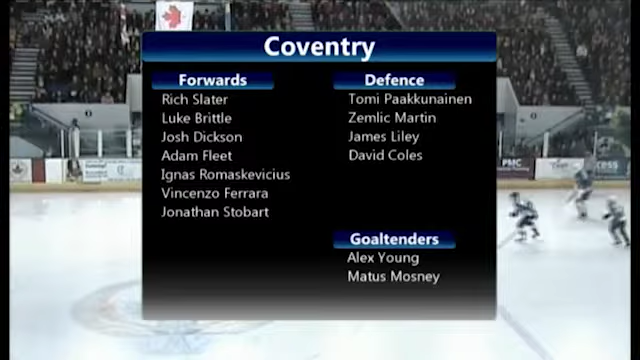 Coventry
Forwards
Rich Slater
Luke Brittle
Josh Dickson
Adam Fleet
Ignas Romaskevicius
Vincenzo Ferrara
Jonathan Stobart
Defence
Tomi Paakkunainen
Zemlic Martin
James Liley
David Coles
Goaltenders
Alex Young
Matus Mosney
PMC